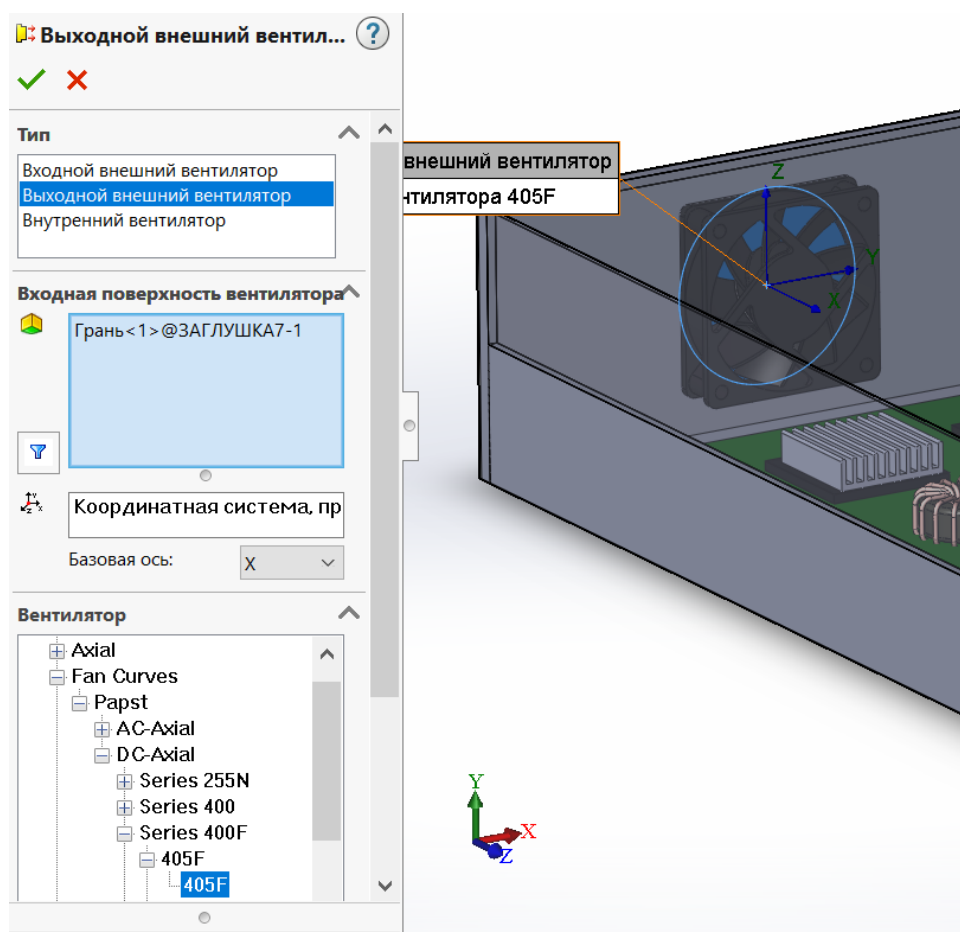 Выходной внешний вентил...
?
Тип
Входной внешний вентилятор
Выходной внешний вентилятор
Внутренний вентилятор
Входная поверхность вентилятора
Грань<1>@ЗАГЛУШКА7-1
Координатная система, пр
Базовая ось:
X
Вентилятор
Axial
Fan Curves
Papst
AC-Axial
DC-Axial
Series 255N
Series 400
Series 400F
405F
405F
внешний вентилятор
нтилятора 405F
Z
Y
X
Y
X
Z